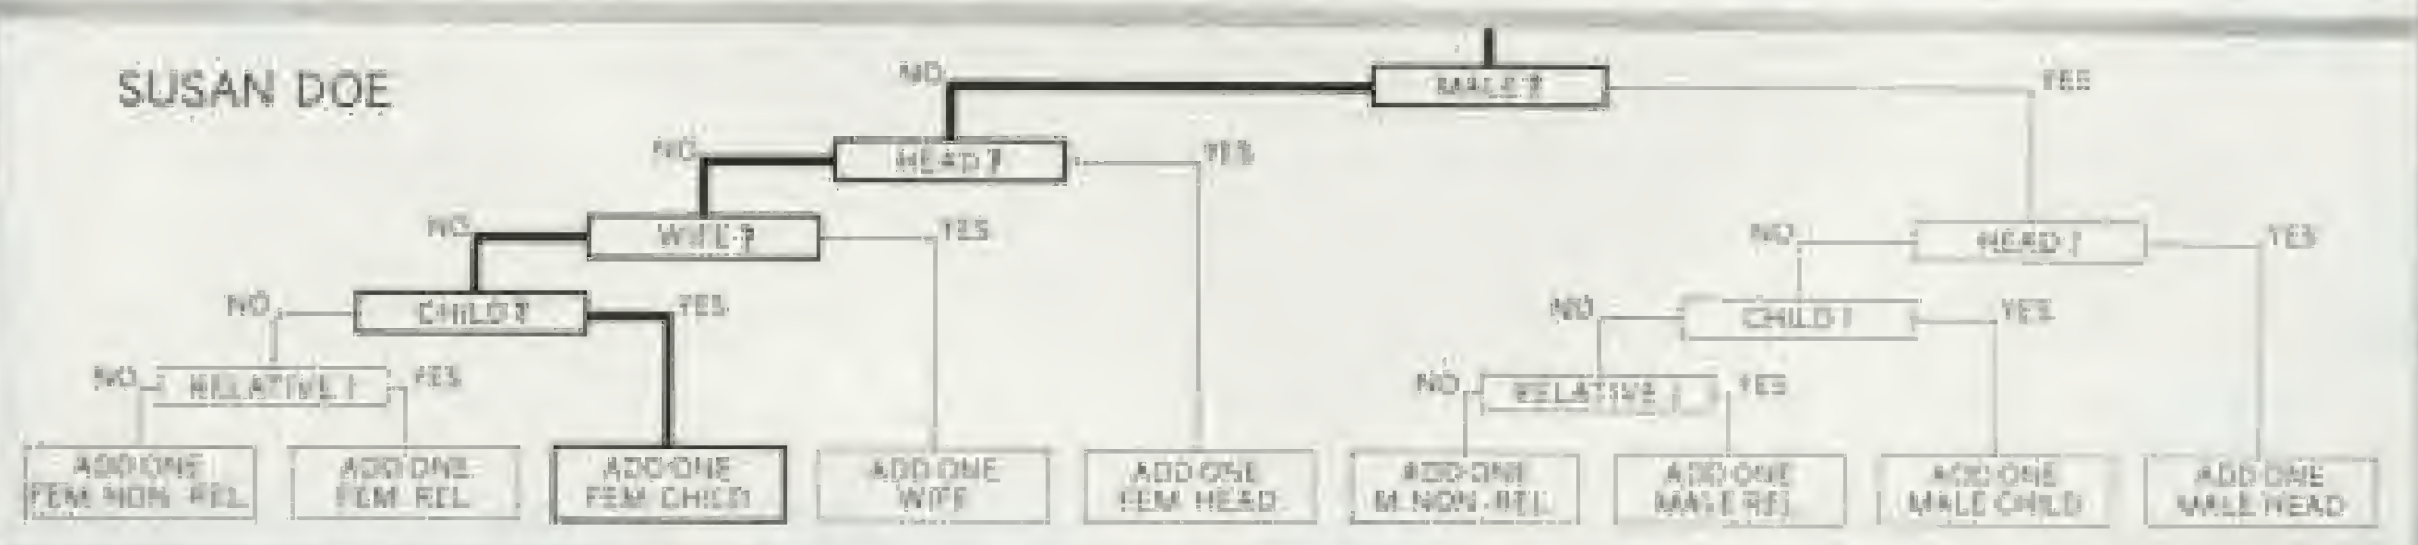 SUSAN DOE
MALE?
NO
YES
HEAD?
NO
YES
WIFE?
NO
YES
CHILD?
NO
YES
RELATIVE?
NO
YES
HEAD?
NO
YES
CHILD?
NO
YES
RELATIVE?
NO
YES
ADD ONE
FEM. NON-REL.
ADD ONE
FEM. REL.
ADD ONE
FEM. CHILD
ADD ONE
WIFE
ADD ONE
FEM. HEAD
ADD ONE
M. NON-REL.
ADD ONE
MALE REL.
ADD ONE
MALE CHILD
ADD ONE
MALE HEAD